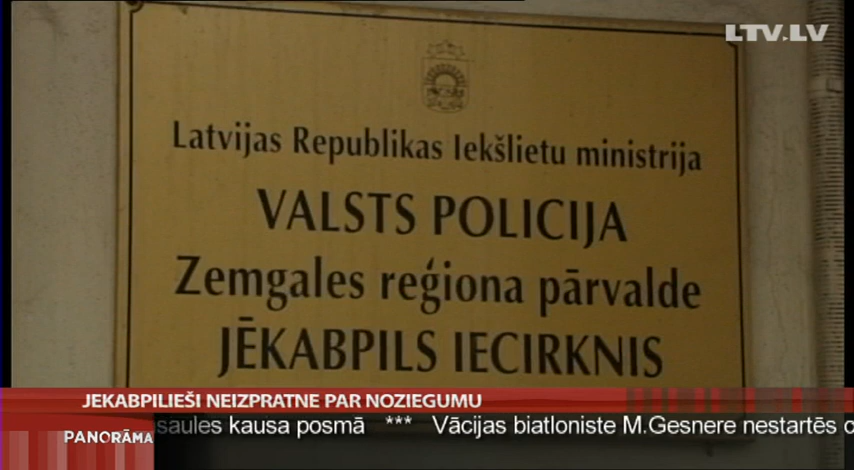 LTV.LV
Latvijas Republikas Iekšlietu ministrija
VALSTS POLICIJA
Zemgales reģiona pārvalde
JĒKABPILS IECIRKNIS
JEKABPILIEŠI NEIZPRATNE PAR NOZIEGUMU
PANORĀMA
saules kausa posmā *** Vācijas biatloniste M.Gesnere nestartēs